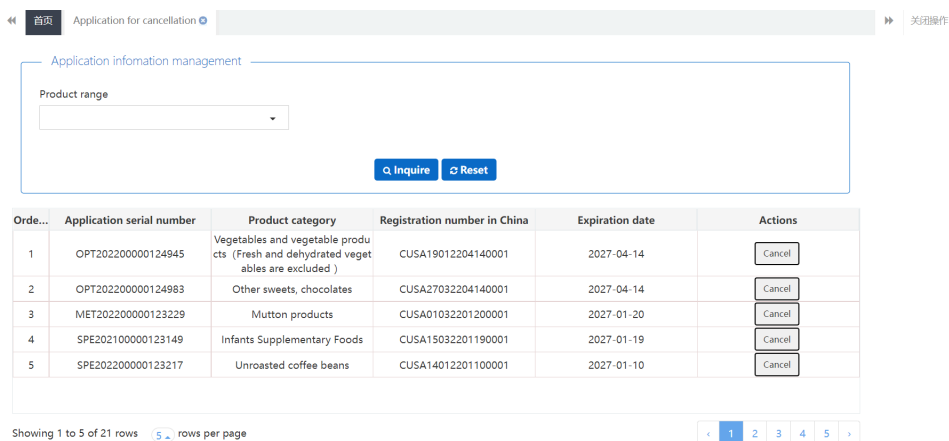 首页 Application for cancellation 关闭操作
Application infomation management
Product range
Inquire Reset
Orde... Application serial number Product category Registration number in China Expiration date Actions
1 OPT202200000124945 Vegetables and vegetable produ
cts（Fresh and dehydrated veget
ables are excluded ） CUSA19012204140001 2027-04-14 Cancel
2 OPT202200000124983 Other sweets, chocolates CUSA27032204140001 2027-04-14 Cancel
3 MET202200000123229 Mutton products CUSA01032201200001 2027-01-20 Cancel
4 SPE202100000123149 Infants Supplementary Foods CUSA15032201190001 2027-01-19 Cancel
5 SPE202200000123217 Unroasted coffee beans CUSA14012201100001 2027-01-10 Cancel
Showing 1 to 5 of 21 rows 5 rows per page ‹ 1 2 3 4 5 ›